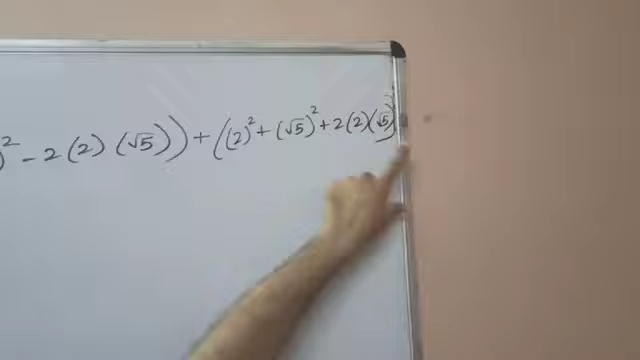 )² - 2(2)(√5)) + ((2)² + (√5)² + 2(2)(√5))